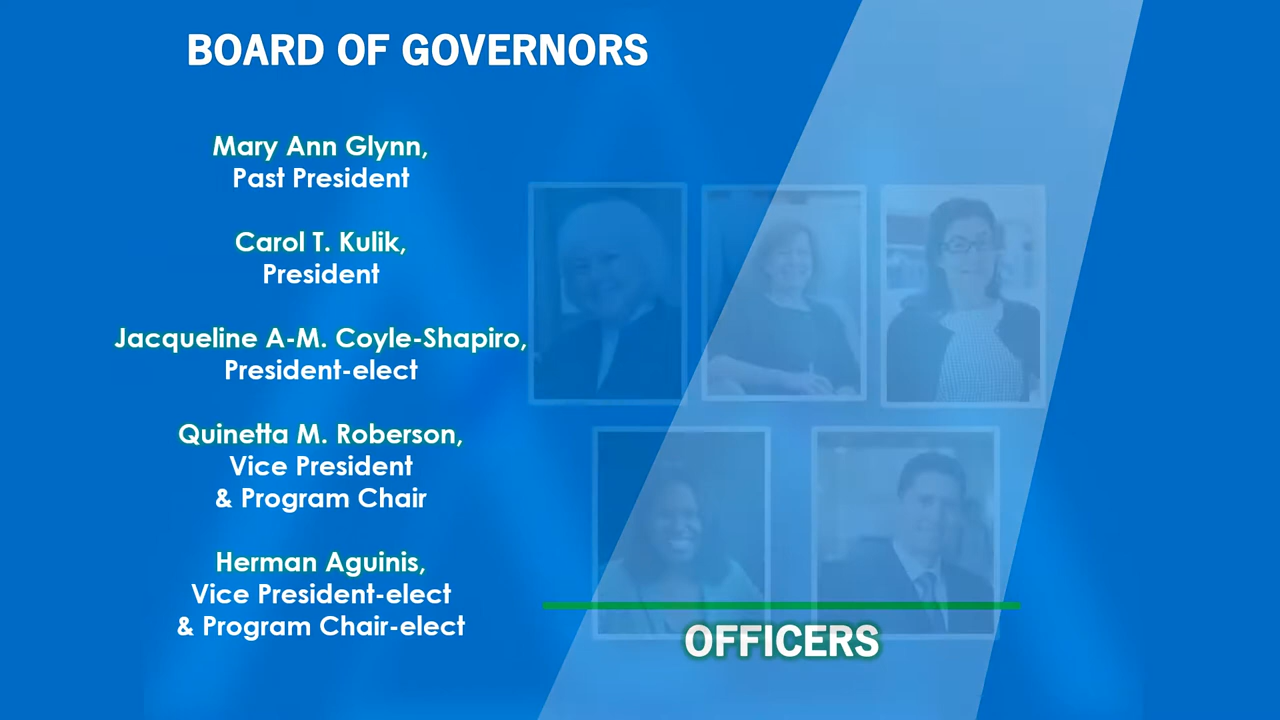 BOARD OF GOVERNORS
Mary Ann Glynn,
Past President
Carol T. Kulik,
President
Jacqueline A-M. Coyle-Shapiro,
President-elect
Quinetta M. Roberson,
Vice President
& Program Chair
Herman Aguinis,
Vice President-elect
& Program Chair-elect
OFFICERS